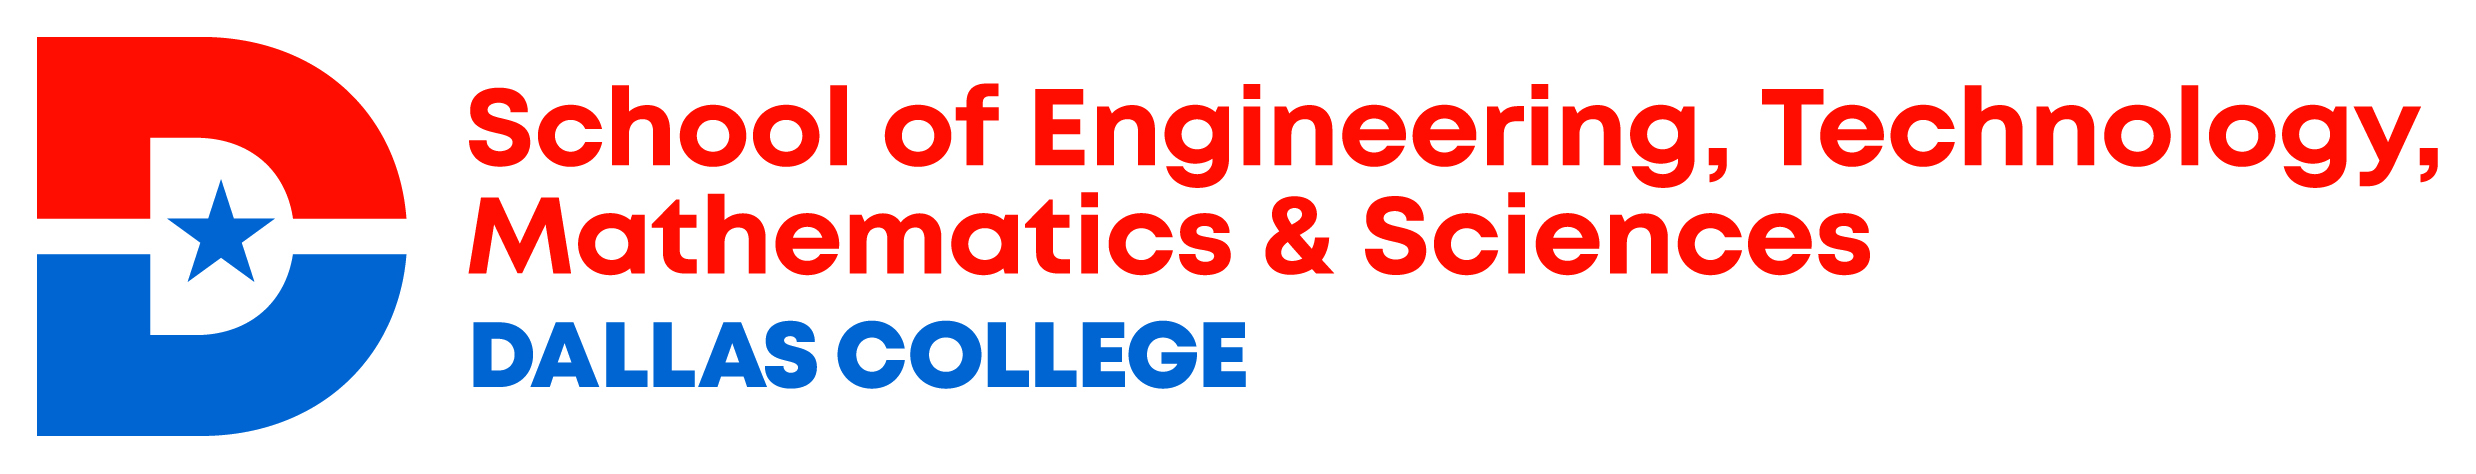 School of Engineering, Technology,
Mathematics & Sciences
DALLAS COLLEGE